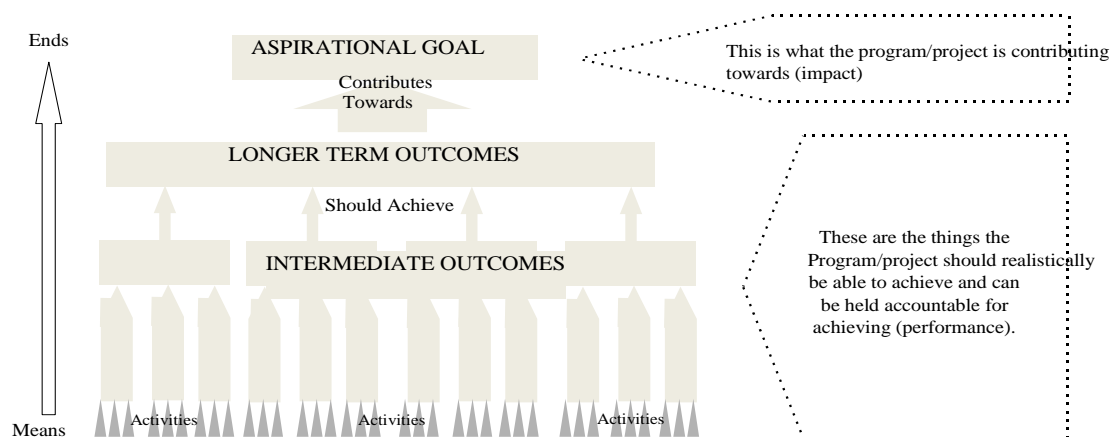 Ends
ASPIRATIONAL GOAL
This is what the program/project is contributing
towards (impact)
Contributes
Towards
LONGER TERM OUTCOMES
Should Achieve
INTERMEDIATE OUTCOMES
These are the things the
Program/project should realistically
be able to achieve and can
be held accountable for
achieving (performance).
Activities
Activities
Activities
Means